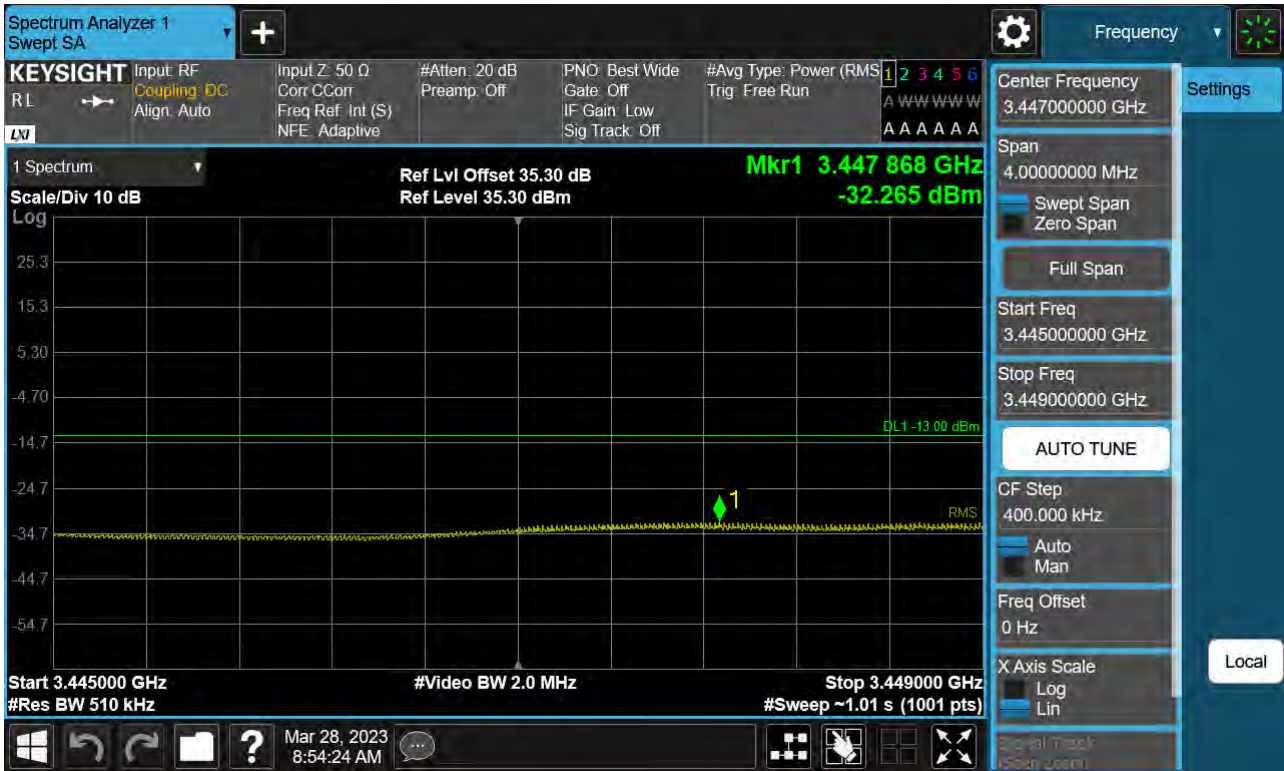 Spectrum Analyzer 1
Swept SA
+
Frequency
KEYSIGHT
RL
LXI
Input: RF
Coupling: DC
Align: Auto
Input Z: 50 Ω
Corr CCorr
Freq Ref: Int (S)
NFE: Adaptive
#Atten: 20 dB
Preamp: Off
PNO: Best Wide
Gate: Off
IF Gain: Low
Sig Track: Off
#Avg Type: Power (RMS
Trig: Free Run
1 2 3 4 5 6
A W W W W W
A A A A A A
1 Spectrum
Scale/Div 10 dB
Log
Ref Lvl Offset 35.30 dB
Ref Level 35.30 dBm
Mkr1 3.447 868 GHz
-32.265 dBm
25.3
15.3
5.30
-4.70
-14.7
-24.7
-34.7
-44.7
-54.7
DL1 -13.00 dBm
1
RMS
Start 3.445000 GHz
#Res BW 510 kHz
#Video BW 2.0 MHz
Stop 3.449000 GHz
#Sweep ~1.01 s (1001 pts)
Center Frequency
3.447000000 GHz
Span
4.00000000 MHz
Swept Span
Zero Span
Full Span
Start Freq
3.445000000 GHz
Stop Freq
3.449000000 GHz
AUTO TUNE
CF Step
400.000 kHz
Auto
Man
Freq Offset
0 Hz
X Axis Scale
Log
Lin
Signal Track
(Span Zoom)
Settings
Local
?
Mar 28, 2023
8:54:24 AM